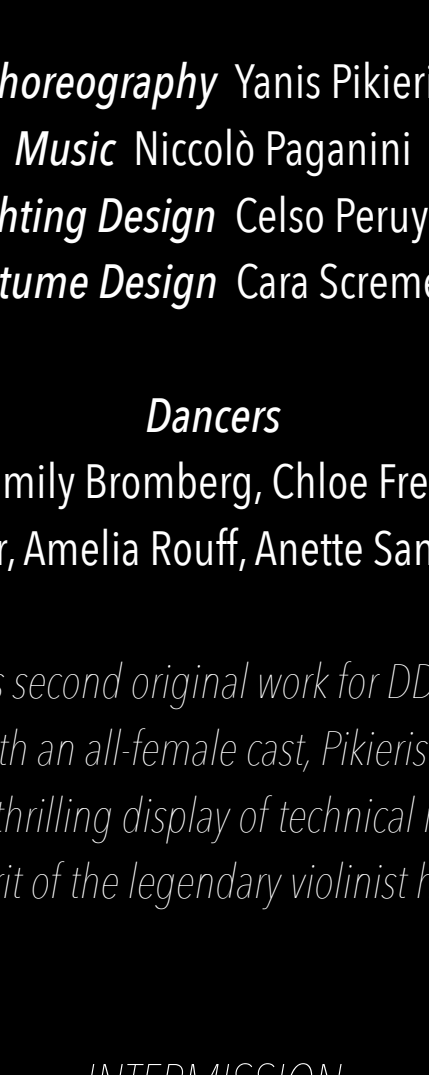 horeography Yanis Pikieri
Music Niccolò Paganini
hting Design Celso Peruy
tume Design Cara Screme
Dancers
mily Bromberg, Chloe Fre
r, Amelia Rouff, Anette San
s second original work for DD
th an all-female cast, Pikieris
thrilling display of technical
rit of the legendary violinist h
INTERMISSION